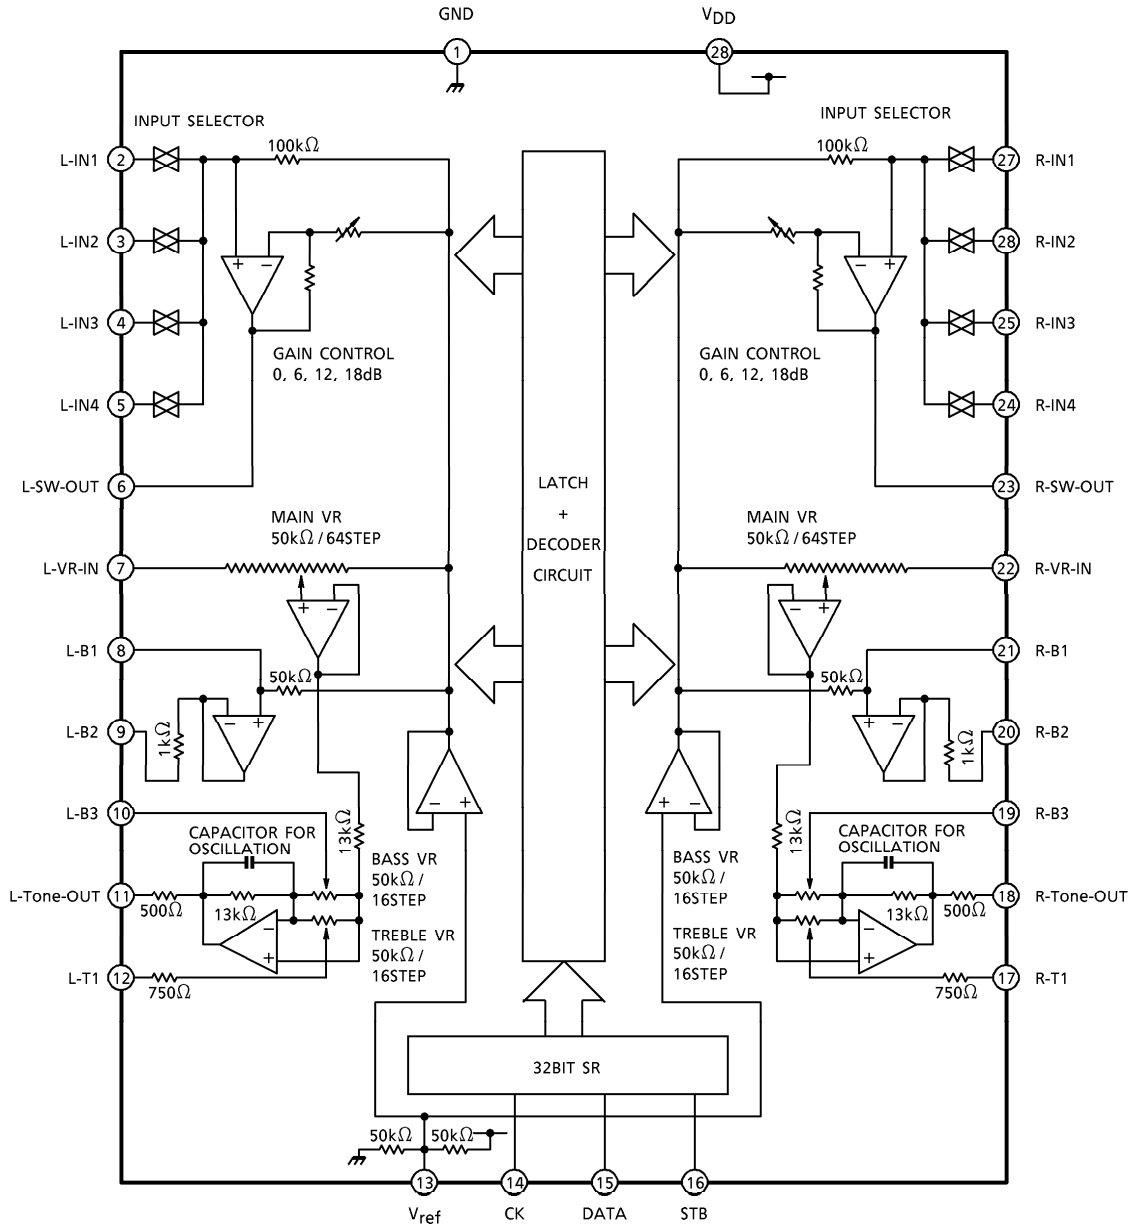 GND
VDD
1
28
INPUT SELECTOR
INPUT SELECTOR
L-IN1
2
100kΩ
100kΩ
27
R-IN1
L-IN2
3
28
R-IN2
+
−
−
+
L-IN3
4
25
R-IN3
GAIN CONTROL
0, 6, 12, 18dB
GAIN CONTROL
0, 6, 12, 18dB
L-IN4
5
24
R-IN4
L-SW-OUT
6
23
R-SW-OUT
LATCH
+
DECODER
CIRCUIT
MAIN VR
50kΩ/64STEP
MAIN VR
50kΩ/64STEP
L-VR-IN
7
22
R-VR-IN
+
−
−
+
L-B1
8
21
R-B1
50kΩ
50kΩ
−
+
+
−
L-B2
9
1kΩ
1kΩ
20
R-B2
−
+
+
−
L-B3
10
19
R-B3
13kΩ
13kΩ
CAPACITOR FOR
OSCILLATION
CAPACITOR FOR
OSCILLATION
BASS VR
50kΩ/
16STEP
BASS VR
50kΩ/
16STEP
L-Tone-OUT
11
500Ω
13kΩ
13kΩ
500Ω
18
R-Tone-OUT
−
+
−
+
TREBLE VR
50kΩ/
16STEP
TREBLE VR
50kΩ/
16STEP
L-T1
12
750Ω
750Ω
17
R-T1
32BIT SR
50kΩ
50kΩ
13
14
15
16
Vref
CK
DATA
STB